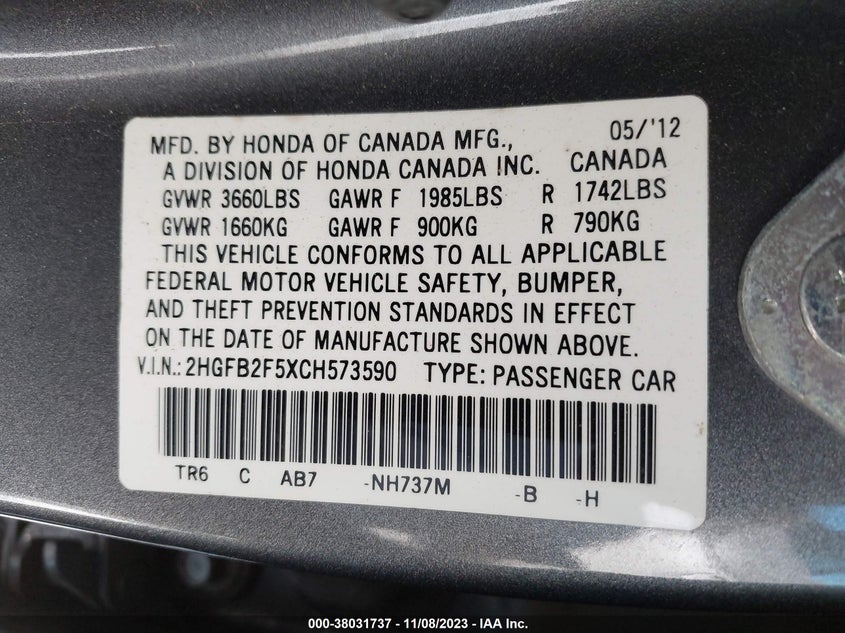 05/'12
MFD. BY HONDA OF CANADA MFG.,
A DIVISION OF HONDA CANADA INC. CANADA
GVWR 3660LBS GAWR F 1985LBS R 1742LBS
GVWR 1660KG GAWR F 900KG R 790KG
THIS VEHICLE CONFORMS TO ALL APPLICABLE
FEDERAL MOTOR VEHICLE SAFETY, BUMPER,
AND THEFT PREVENTION STANDARDS IN EFFECT
ON THE DATE OF MANUFACTURE SHOWN ABOVE.
V.I.N.: 2HGFB2F5XCH573590 TYPE: PASSENGER CAR
TR6 C AB7 -NH737M -B -H
000-38031737 - 11/08/2023 - IAA Inc.